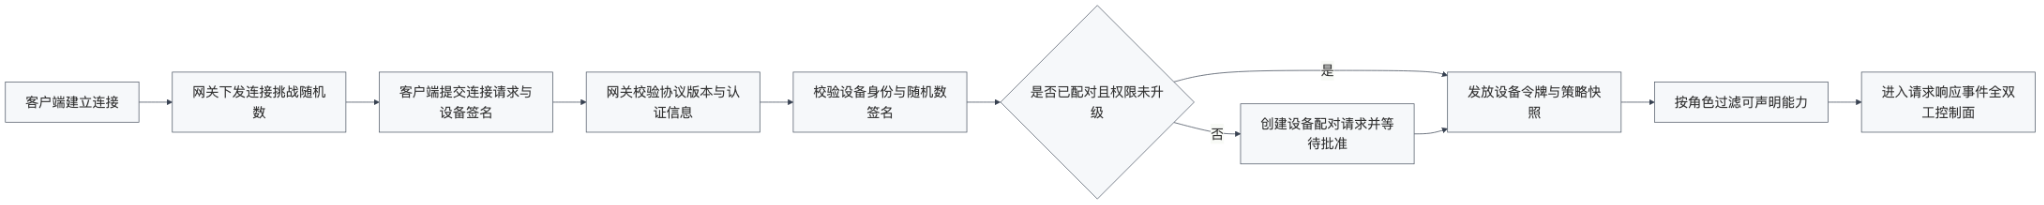 客户端建立连接
网关下发连接挑战随机
数
客户端提交连接请求与
设备签名
网关校验协议版本与认
证信息
校验设备身份与随机数
签名
是否已配对且权限未升
级
是
否
创建设备配对请求并等
待批准
发放设备令牌与策略快
照
按角色过滤可声明能力
进入请求响应事件全双
工控制面